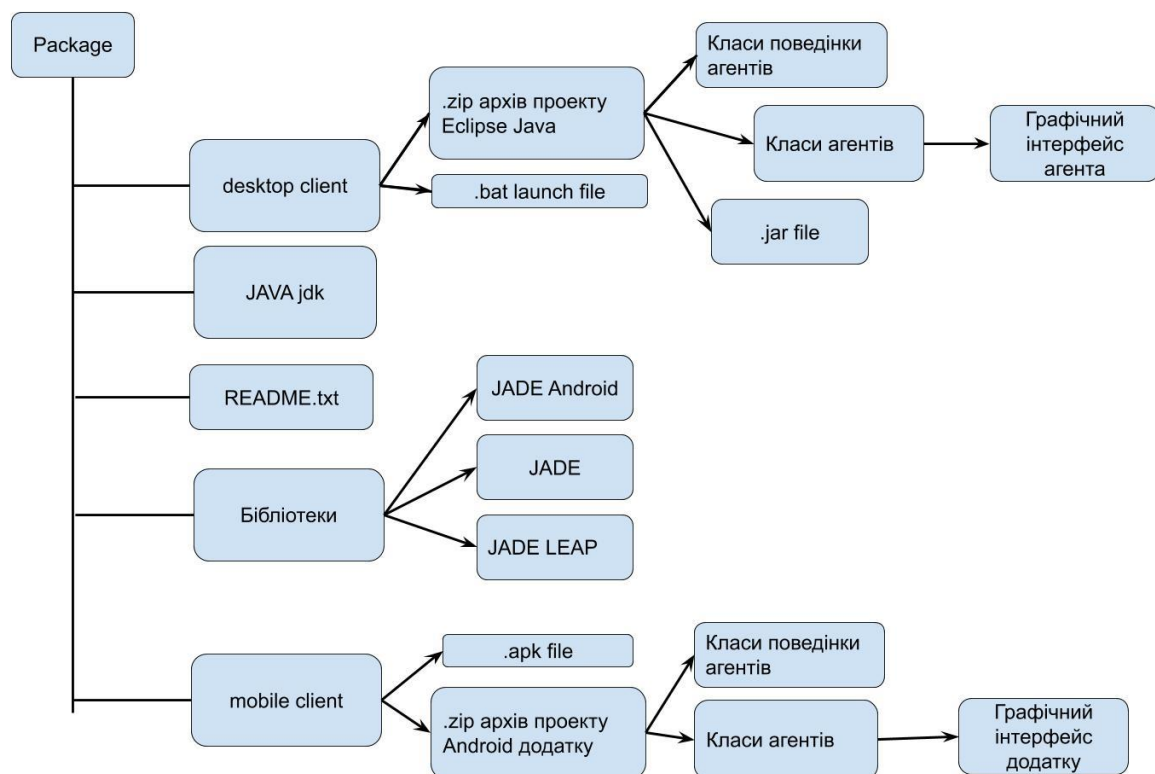 Package
desktop client
.zip архів проекту
Eclipse Java
.bat launch file
Класи поведінки
агентів
Класи агентів
Графічний
інтерфейс
агента
.jar file
JAVA jdk
README.txt
Бібліотеки
JADE Android
JADE
JADE LEAP
mobile client
.apk file
.zip архів проекту
Android додатку
Класи поведінки
агентів
Класи агентів
Графічний
інтерфейс
додатку